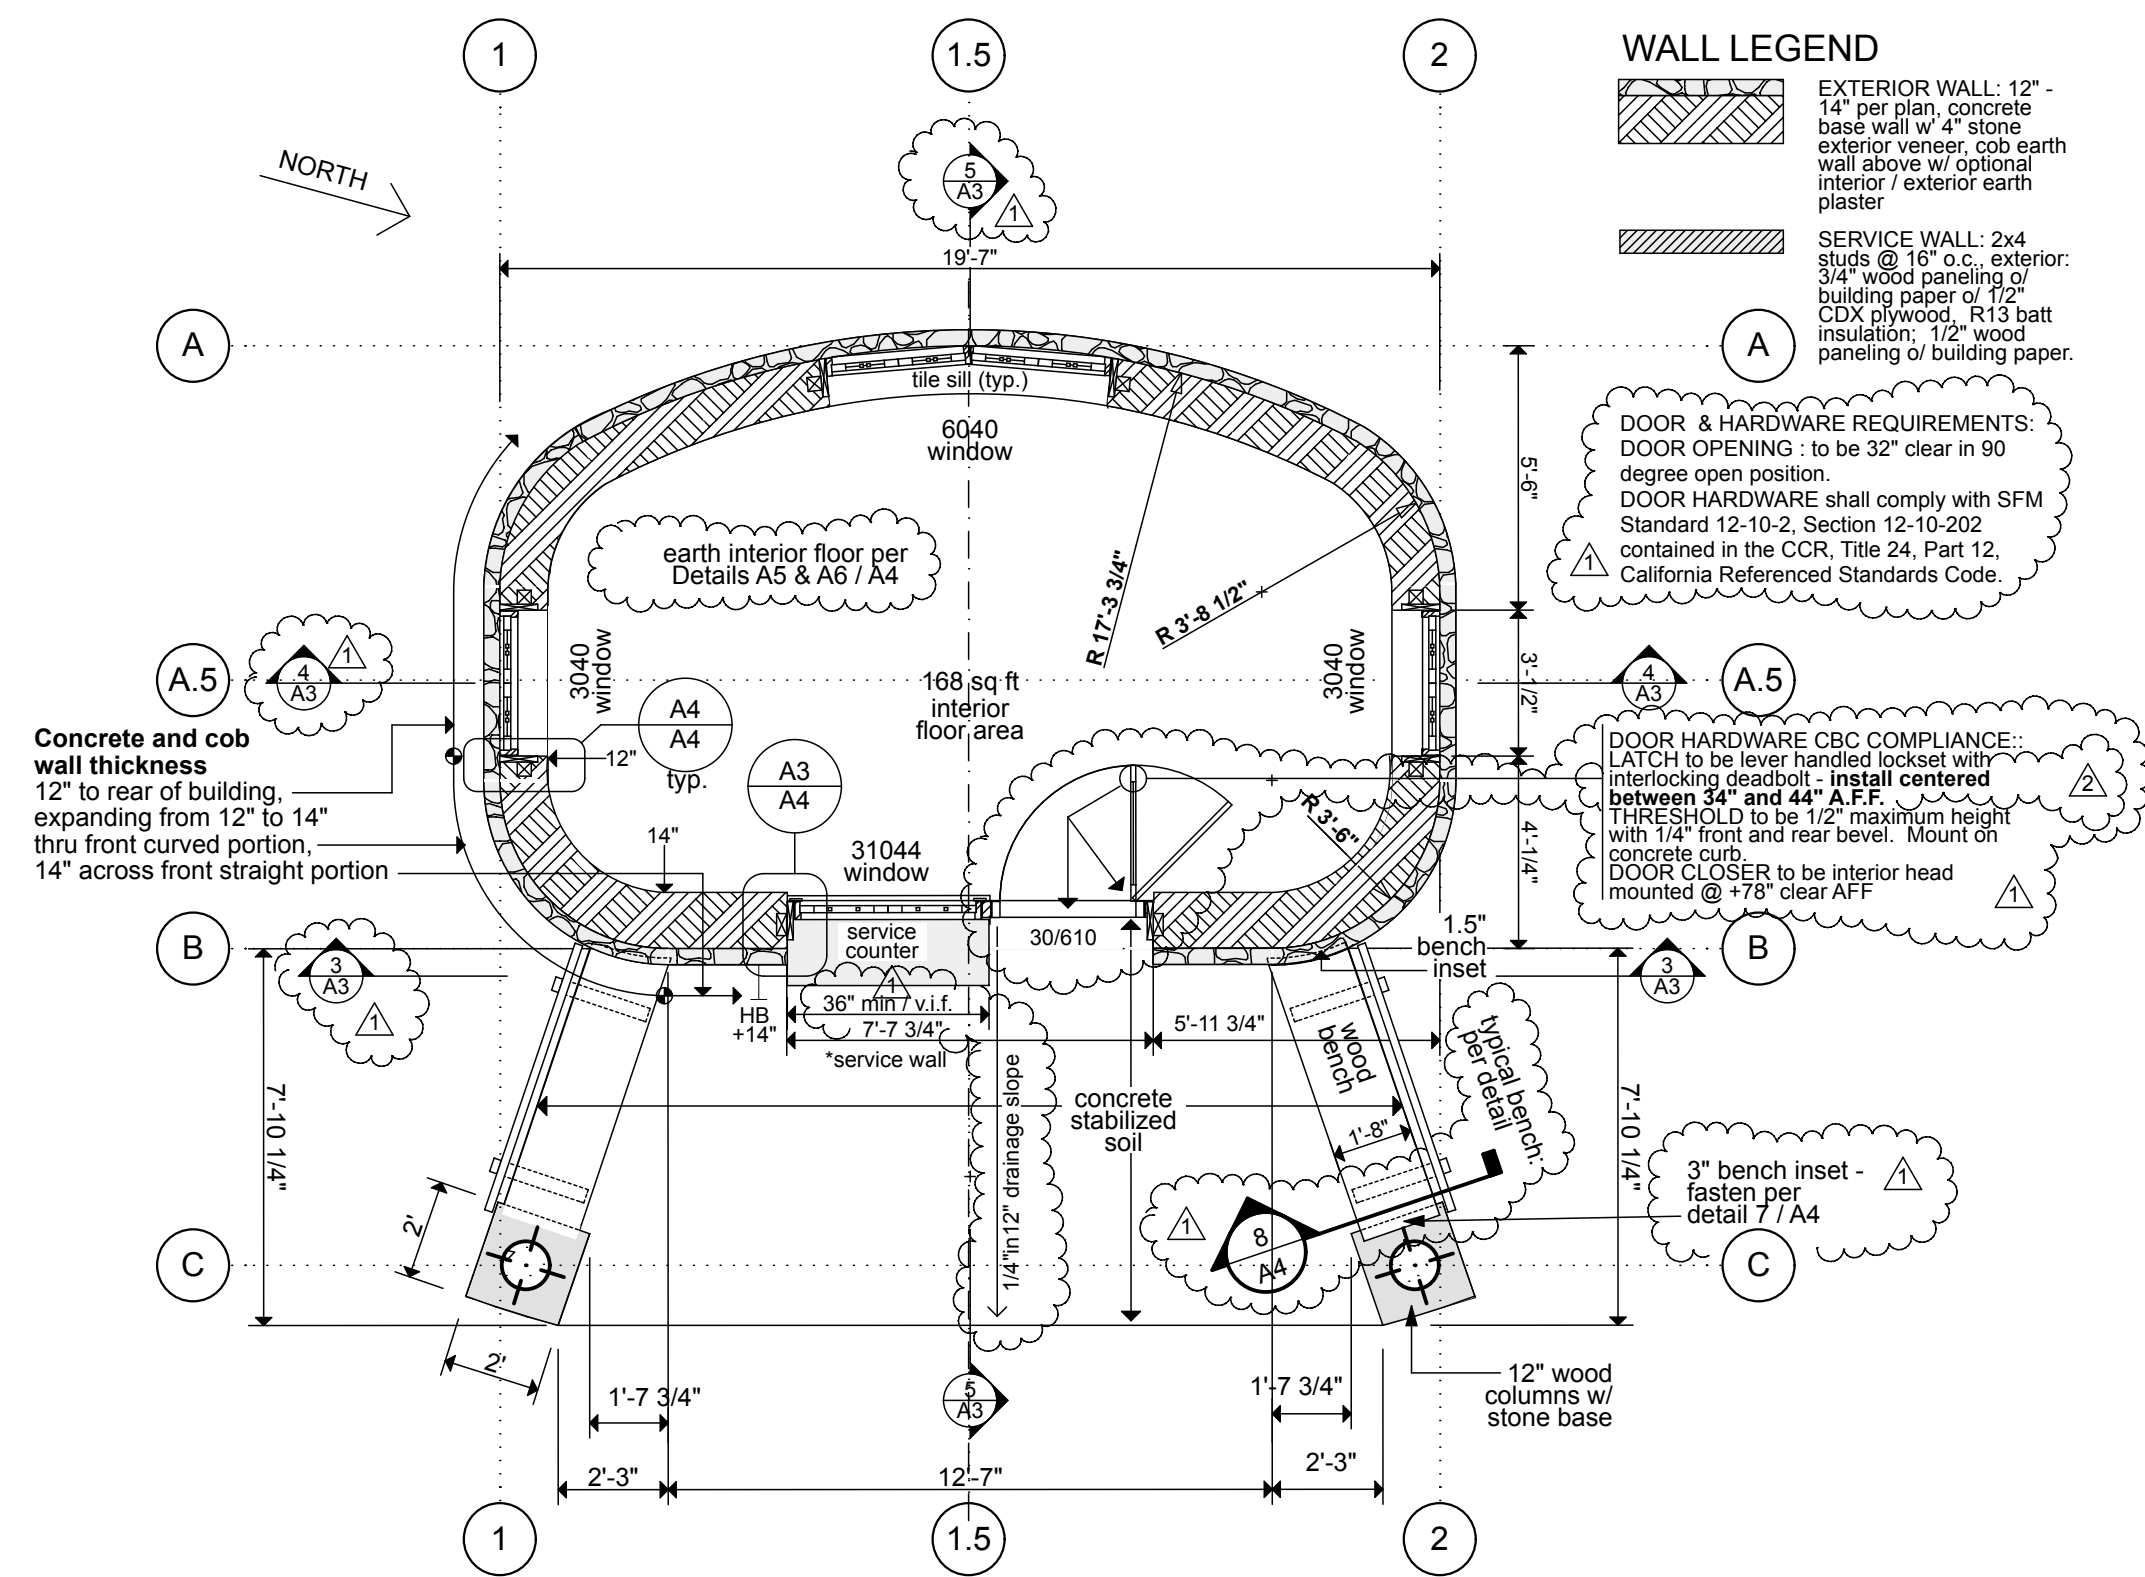 1
1.5
2
WALL LEGEND
EXTERIOR WALL: 12" -
14" per plan, concrete
base wall w' 4" stone
exterior veneer, cob earth
wall above w/ optional
interior / exterior earth
plaster
SERVICE WALL: 2x4
studs @ 16" o.c., exterior:
3/4" wood paneling o/
building paper o/ 1/2"
CDX plywood, R13 batt
insulation; 1/2" wood
paneling o/ building paper.
NORTH
5
A3
1
19'-7"
A
A
tile sill (typ.)
6040
window
5'-6"
DOOR & HARDWARE REQUIREMENTS:
DOOR OPENING : to be 32" clear in 90
degree open position.
DOOR HARDWARE shall comply with SFM
Standard 12-10-2, Section 12-10-202
contained in the CCR, Title 24, Part 12,
California Referenced Standards Code.
1
earth interior floor per
Details A5 & A6 / A4
R 17'-3 3/4"
R 3'-8 1/2"
3040
window
3040
window
3'-1/2"
A.5
4
A3
1
4
A3
A.5
168 sq ft
interior
floor area
A4
A4
typ.
12"
A3
A4
Concrete and cob
wall thickness
12" to rear of building,
expanding from 12" to 14"
thru front curved portion,
14" across front straight portion
14"
31044
window
R 3'-6"
4'-1/4"
DOOR HARDWARE CBC COMPLIANCE::
LATCH to be lever handled lockset with
interlocking deadbolt - install centered
between 34" and 44" A.F.F.
THRESHOLD to be 1/2" maximum height
with 1/4" front and rear bevel. Mount on
concrete curb.
DOOR CLOSER to be interior head
mounted @ +78" clear AFF
2
1
B
service
counter
30/610
1.5"
bench
inset
B
3
A3
1
3
A3
1
36" min / v.i.f.
HB
+14"
7'-7 3/4"
5'-11 3/4"
*service wall
wood
bench
typical bench:
per detail
7'-10 1/4"
1/4"in12" drainage slope
concrete
stabilized
soil
1'-8"
7'-10 1/4"
3" bench inset -
fasten per
detail 7 / A4
1
1
8
A4
2'
C
C
2'
1'-7 3/4"
5
A3
1'-7 3/4"
12" wood
columns w/
stone base
2'-3"
12'-7"
2'-3"
1
1.5
2